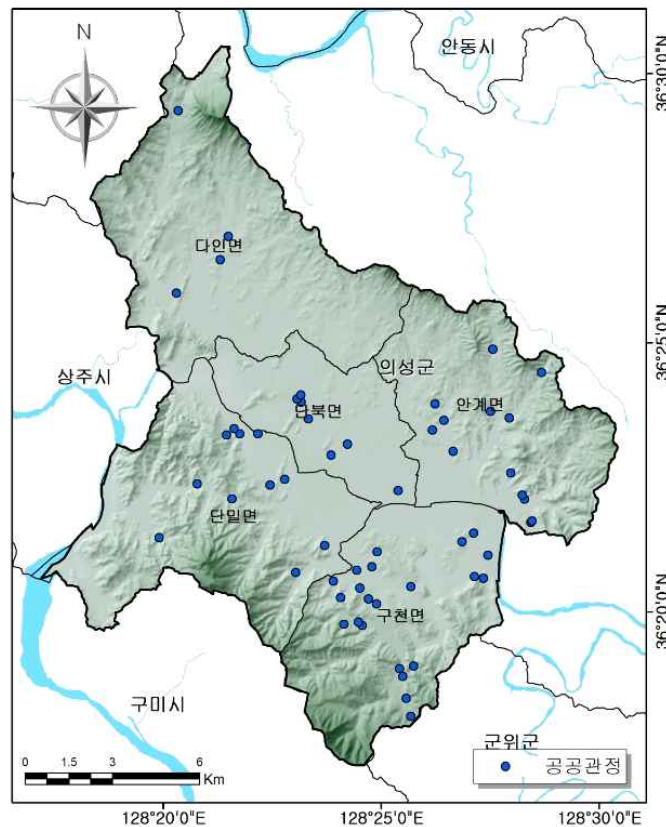 N
안동시
36°30'0"N
다인면
36°25'0"N
상주시
의성군
단북면
안계면
단밀면
36°20'0"N
구천면
구미시
군위군
공공관정
0 1.5 3 6
Km
128°20'0"E 128°25'0"E 128°30'0"E